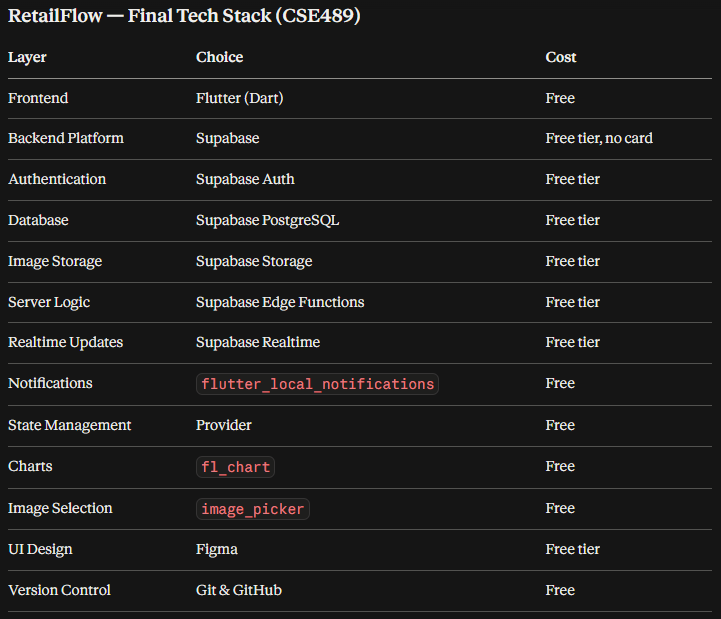 RetailFlow — Final Tech Stack (CSE489)
Layer Choice Cost
Frontend Flutter (Dart) Free
Backend Platform Supabase Free tier, no card
Authentication Supabase Auth Free tier
Database Supabase PostgreSQL Free tier
Image Storage Supabase Storage Free tier
Server Logic Supabase Edge Functions Free tier
Realtime Updates Supabase Realtime Free tier
Notifications flutter_local_notifications Free
State Management Provider Free
Charts fl_chart Free
Image Selection image_picker Free
UI Design Figma Free tier
Version Control Git & GitHub Free